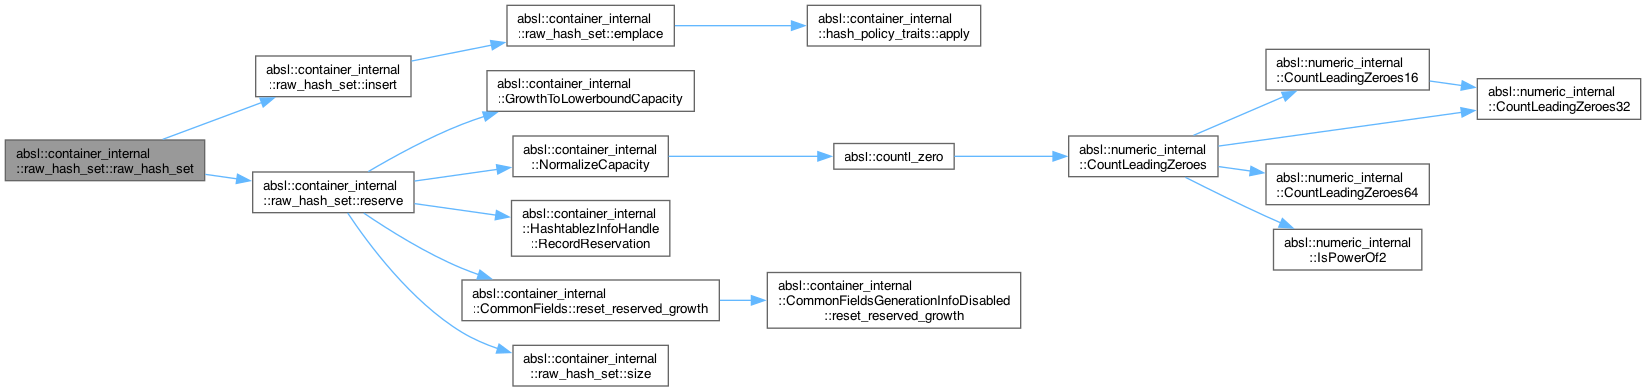 absl::container_internal
::raw_hash_set::raw_hash_set
absl::container_internal
::raw_hash_set::insert
absl::container_internal
::raw_hash_set::emplace
absl::container_internal
::hash_policy_traits::apply
absl::container_internal
::raw_hash_set::reserve
absl::container_internal
::GrowthToLowerboundCapacity
absl::container_internal
::NormalizeCapacity
absl::countl_zero
absl::numeric_internal
::CountLeadingZeroes
absl::numeric_internal
::CountLeadingZeroes16
absl::numeric_internal
::CountLeadingZeroes32
absl::numeric_internal
::CountLeadingZeroes64
absl::numeric_internal
::IsPowerOf2
absl::container_internal
::HashtablezInfoHandle
::RecordReservation
absl::container_internal
::CommonFields::reset_reserved_growth
absl::container_internal
::CommonFieldsGenerationInfoDisabled
::reset_reserved_growth
absl::container_internal
::raw_hash_set::size